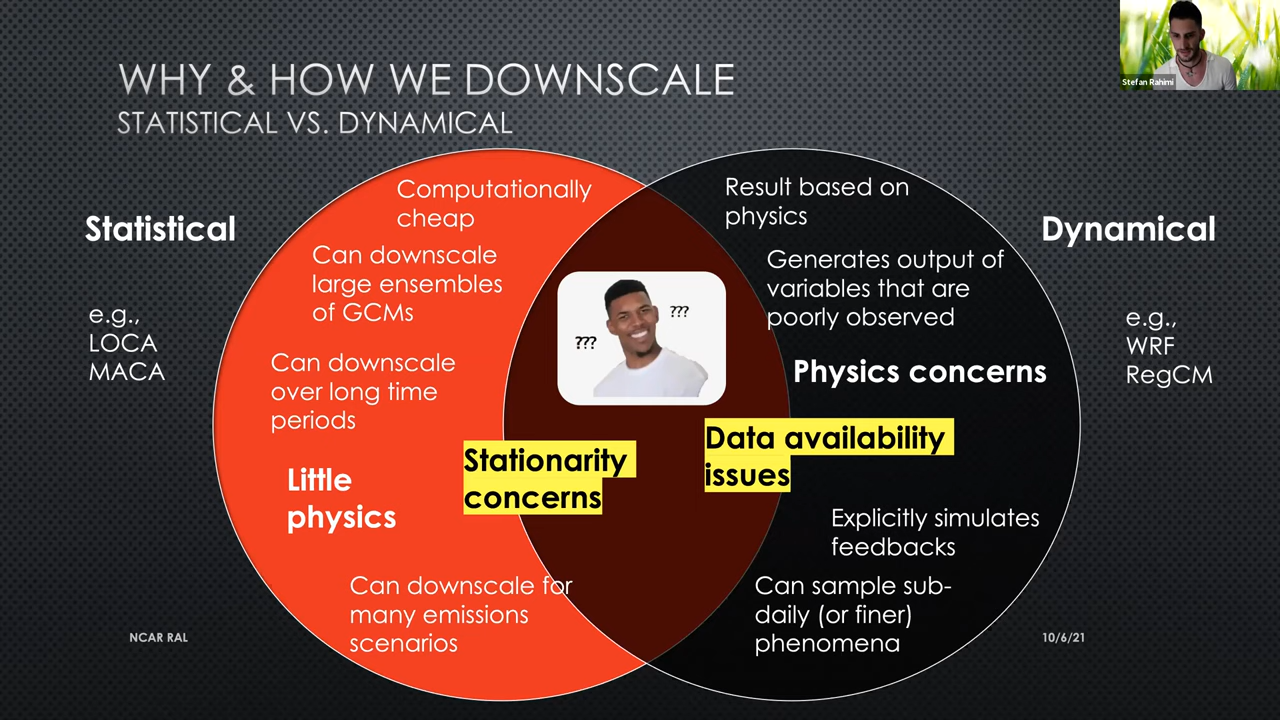 WHY & HOW WE DOWNSCALE
STATISTICAL VS. DYNAMICAL
Stefan Rahimi
Statistical
e.g.,
LOCA
MACA
Computationally
cheap
Can downscale
large ensembles
of GCMs
Can downscale
over long time
periods
Little
physics
Stationarity
concerns
Can downscale for
many emissions
scenarios
???
???
Result based on
physics
Generates output of
variables that are
poorly observed
Physics concerns
Data availability
issues
Explicitly simulates
feedbacks
Can sample sub-
daily (or finer)
phenomena
Dynamical
e.g.,
WRF
RegCM
NCAR RAL
10/6/21